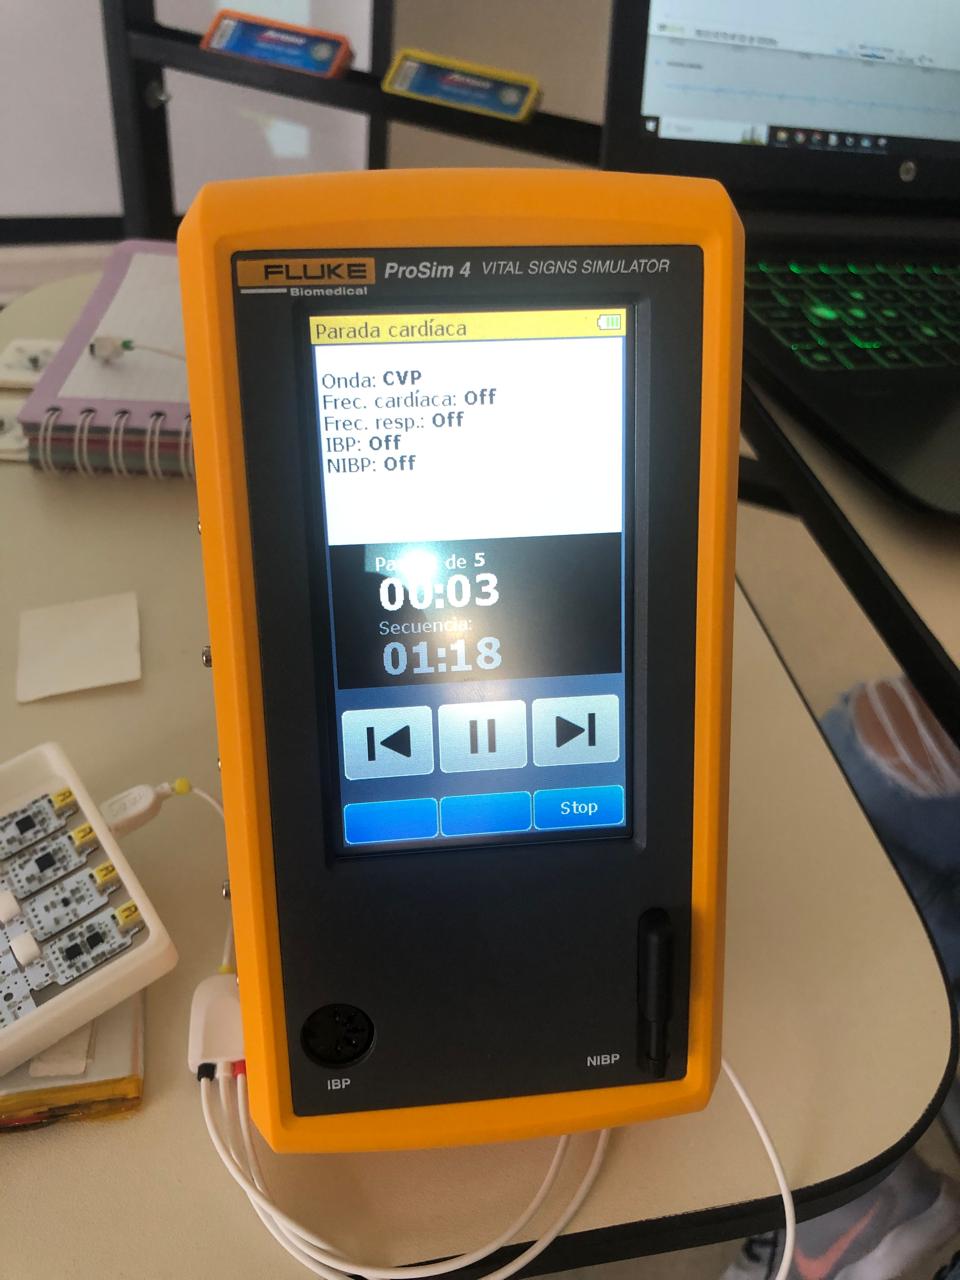 FLUKE
Biomedical
ProSim 4 VITAL SIGNS SIMULATOR
Parada cardíaca
Onda: CVP
Frec. cardíaca: Off
Frec. resp.: Off
IBP: Off
NIBP: Off
de 5
00:03
Secuencia:
01:18
Stop
IBP
NIBP